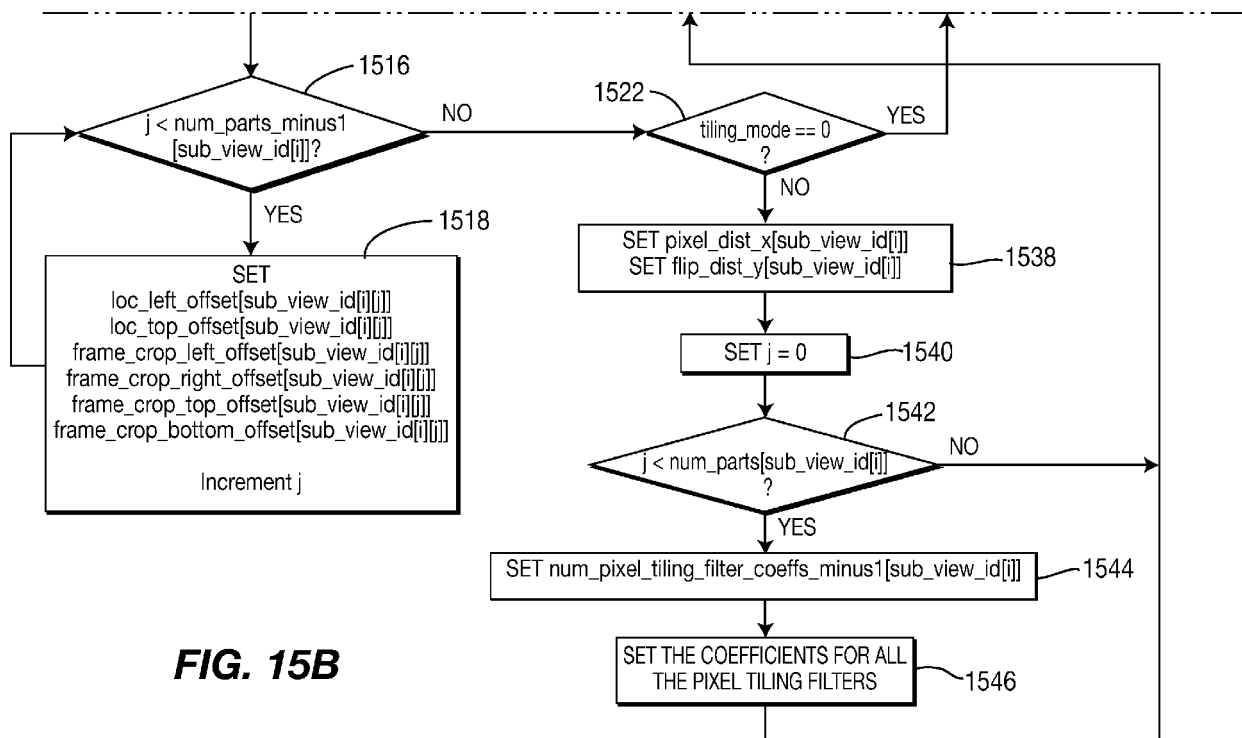 1516
j < num_parts_minus1
[sub_view_id[i]]?
NO
YES
1518
SET
loc_left_offset[sub_view_id[i][j]]
loc_top_offset[sub_view_id[i][j]]
frame_crop_left_offset[sub_view_id[i][j]]
frame_crop_right_offset[sub_view_id[i][j]]
frame_crop_top_offset[sub_view_id[i][j]]
frame_crop_bottom_offset[sub_view_id[i][j]]
Increment j
1522
tiling_mode == 0
?
YES
NO
SET pixel_dist_x[sub_view_id[i]]
SET flip_dist_y[sub_view_id[i]]
1538
SET j = 0
1540
1542
j < num_parts[sub_view_id[i]]
?
NO
YES
SET num_pixel_tiling_filter_coeffs_minus1[sub_view_id[i]]
1544
SET THE COEFFICIENTS FOR ALL
THE PIXEL TILING FILTERS
1546
FIG. 15B